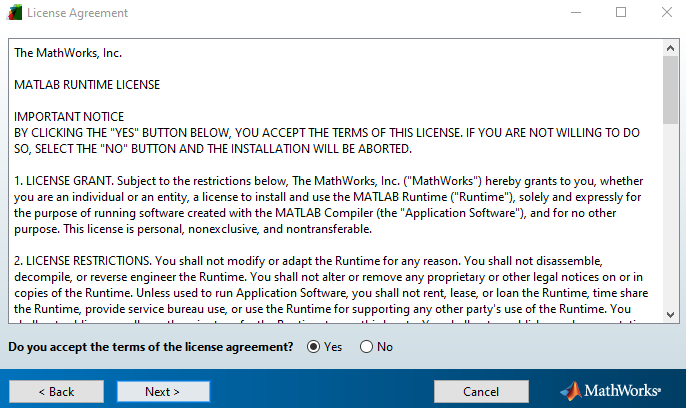 License Agreement
The MathWorks, Inc.
MATLAB RUNTIME LICENSE
IMPORTANT NOTICE
BY CLICKING THE "YES" BUTTON BELOW, YOU ACCEPT THE TERMS OF THIS LICENSE. IF YOU ARE NOT WILLING TO DO
SO, SELECT THE "NO" BUTTON AND THE INSTALLATION WILL BE ABORTED.
1. LICENSE GRANT. Subject to the restrictions below, The MathWorks, Inc. ("MathWorks") hereby grants to you, whether
you are an individual or an entity, a license to install and use the MATLAB Runtime ("Runtime"), solely and expressly for
the purpose of running software created with the MATLAB Compiler (the "Application Software"), and for no other
purpose. This license is personal, nonexclusive, and nontransferable.
2. LICENSE RESTRICTIONS. You shall not modify or adapt the Runtime for any reason. You shall not disassemble,
decompile, or reverse engineer the Runtime. You shall not alter or remove any proprietary or other legal notices on or in
copies of the Runtime. Unless used to run Application Software, you shall not rent, lease, or loan the Runtime, time share
the Runtime, provide service bureau use, or use the Runtime for supporting any other party's use of the Runtime. You
Do you accept the terms of the license agreement? Yes No
< Back Next > Cancel MathWorks®